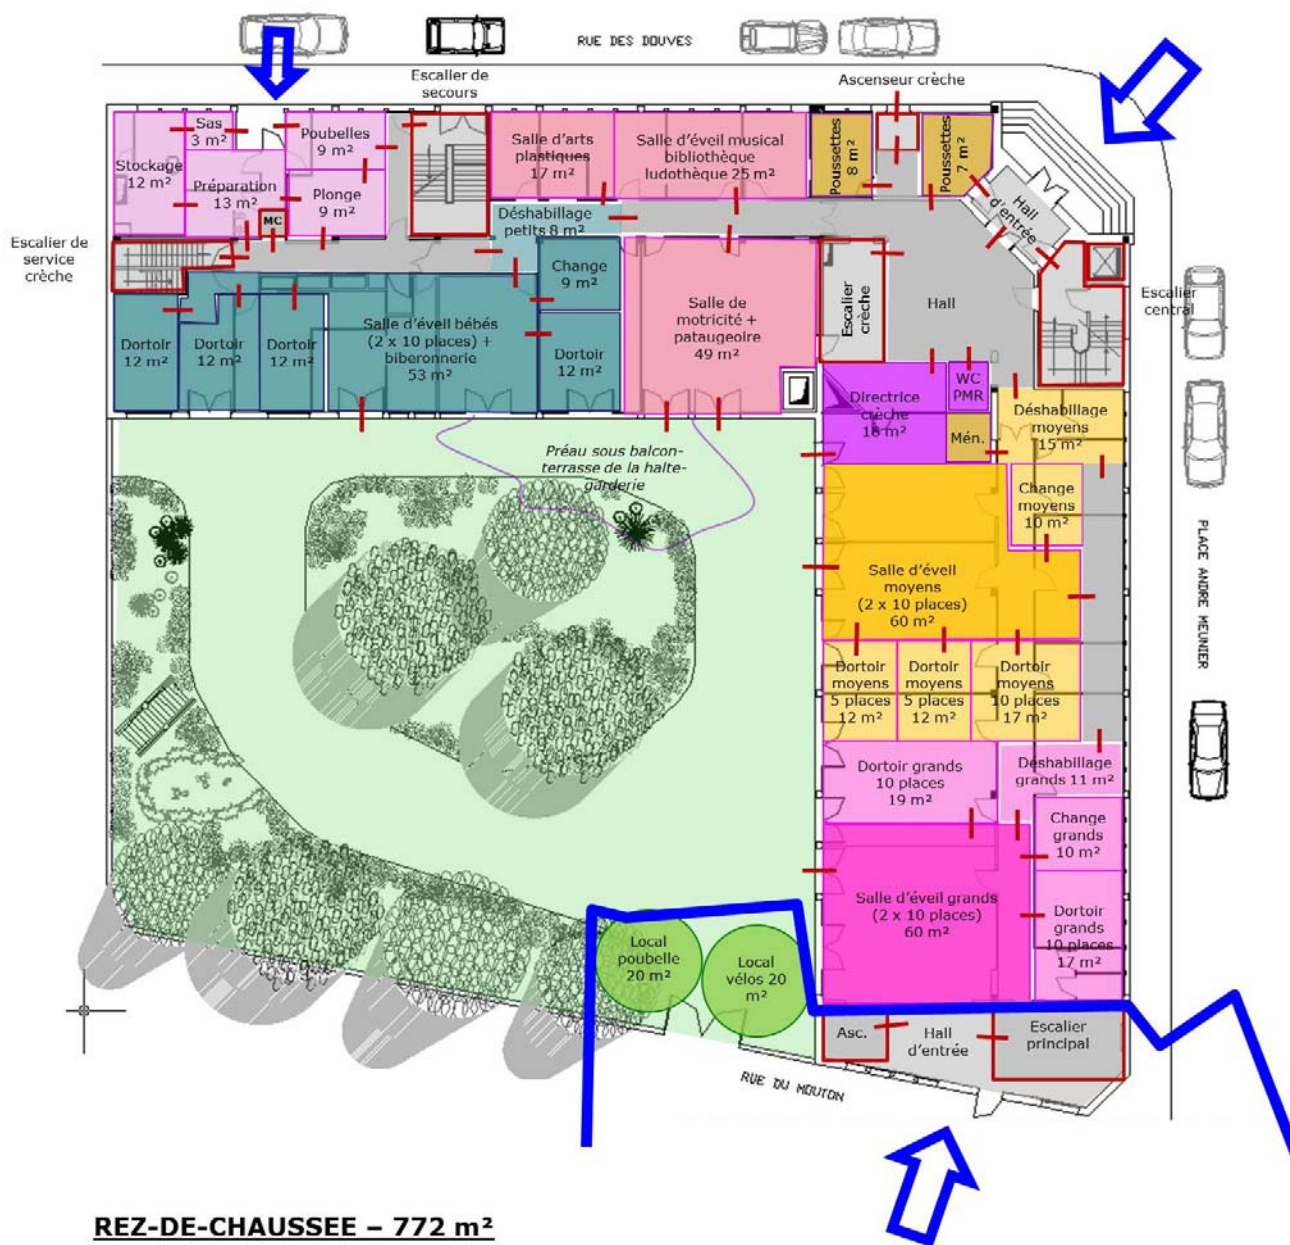 RUE DES DOUVES
Escalier de
secours
Ascenseur crèche
Sas
3 m²
Poubelles
9 m²
Stockage
12 m²
Préparation
13 m²
Plonge
9 m²
MC
Salle d'arts
plastiques
17 m²
Salle d'éveil musical
bibliothèque
ludothèque 25 m²
Poussettes
8 m²
Poussettes
7 m²
Hall
d'entrée
Escalier de
service
crèche
Déshabillage
petits 8 m²
Change
9 m²
Salle de
motricité +
pataugeoire
49 m²
Escalier
crèche
Hall
Escalier
central
Dortoir
12 m²
Dortoir
12 m²
Dortoir
12 m²
Salle d'éveil bébés
(2 x 10 places) +
biberonnerie
53 m²
Dortoir
12 m²
Directrice
crèche
18 m²
WC
PMR
Mén.
Déshabillage
moyens
15 m²
Préau sous balcon-
terrasse de la halte-
garderie
Change
moyens
10 m²
Salle d'éveil
moyens
(2 x 10 places)
60 m²
PLACE ANDRE MEUNIER
Dortoir
moyens
5 places
12 m²
Dortoir
moyens
5 places
12 m²
Dortoir
moyens
10 places
17 m²
Dortoir grands
10 places
19 m²
Déshabillage
grands 11 m²
Change
grands
10 m²
Salle d'éveil grands
(2 x 10 places)
60 m²
Dortoir
grands
10 places
17 m²
Local
poubelle
20 m²
Local
vélos 20
m²
Asc.
Hall
d'entrée
Escalier
principal
RUE DU MOUTON
REZ-DE-CHAUSSEE – 772 m²